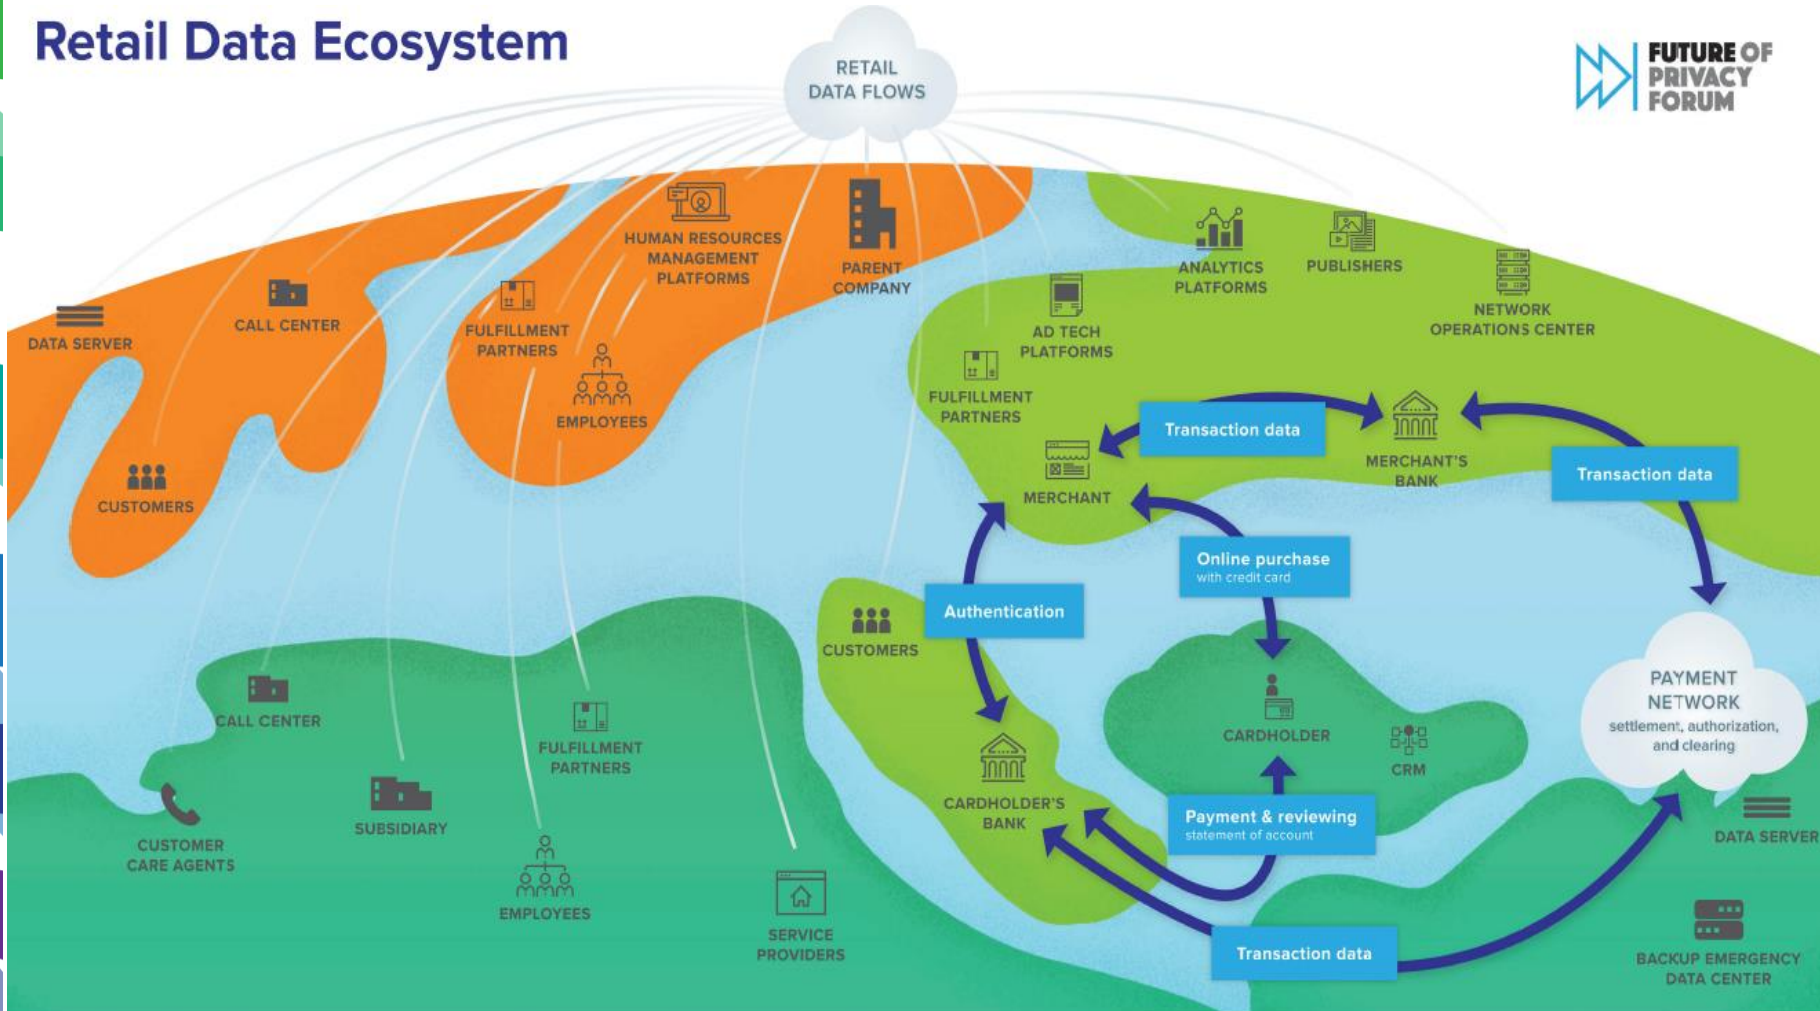 Retail Data Ecosystem
RETAIL
DATA FLOWS
FUTURE OF
PRIVACY
FORUM
HUMAN RESOURCES
MANAGEMENT
PLATFORMS
PARENT
COMPANY
ANALYTICS
PLATFORMS
PUBLISHERS
NETWORK
OPERATIONS CENTER
DATA SERVER
CALL CENTER
FULFILLMENT
PARTNERS
EMPLOYEES
AD TECH
PLATFORMS
FULFILLMENT
PARTNERS
CUSTOMERS
MERCHANT
Transaction data
MERCHANT'S
BANK
Transaction data
Online purchase
with credit card
Authentication
CUSTOMERS
CALL CENTER
FULFILLMENT
PARTNERS
CUSTOMER
CARE AGENTS
SUBSIDIARY
EMPLOYEES
SERVICE
PROVIDERS
CARDHOLDER'S
BANK
CARDHOLDER
CRM
Payment & reviewing
statement of account
Transaction data
PAYMENT
NETWORK
settlement, authorization,
and clearing
DATA SERVER
BACKUP EMERGENCY
DATA CENTER